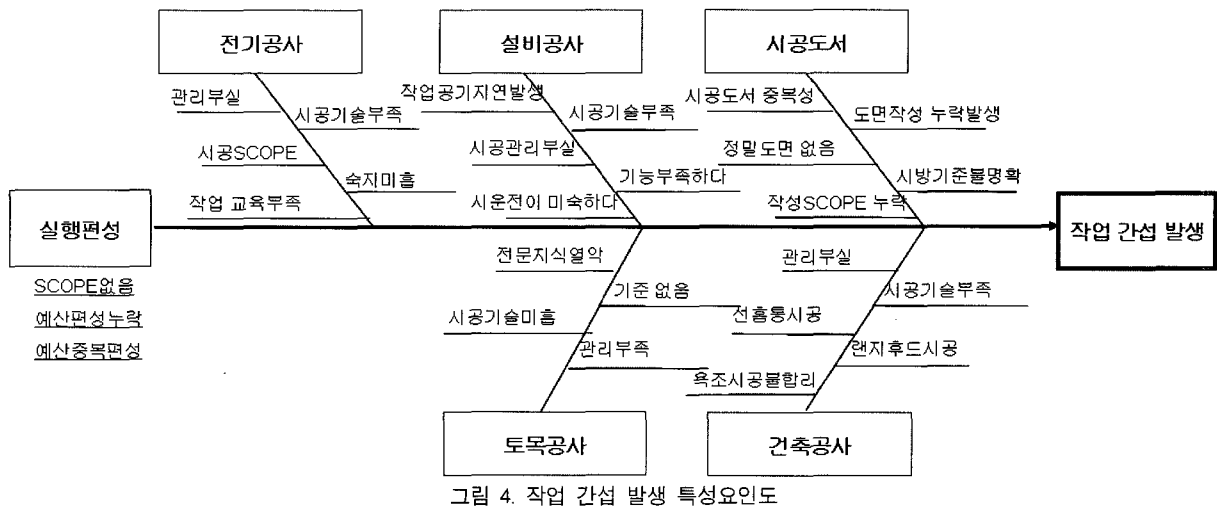 전기공사
설비공사
시공도서
관리부실
시공기술부족
시공SCOPE
숙지미흡
작업 교육부족
작업공기지연발생
시공기술부족
시공관리부실
기능부족하다
시운전이 미숙하다
시공도서 중복성
도면작성 누락발생
정밀도면 없음
시방기준불명확
작성SCOPE 누락
실행편성
SCOPE없음
예산편성누락
예산중복편성
작업 간섭 발생
전문지식열악
기준 없음
시공기술미흡
관리부족
관리부실
시공기술부족
선홈통시공
랜지후드시공
욕조시공불합리
토목공사
건축공사
그림 4. 작업 간섭 발생 특성요인도